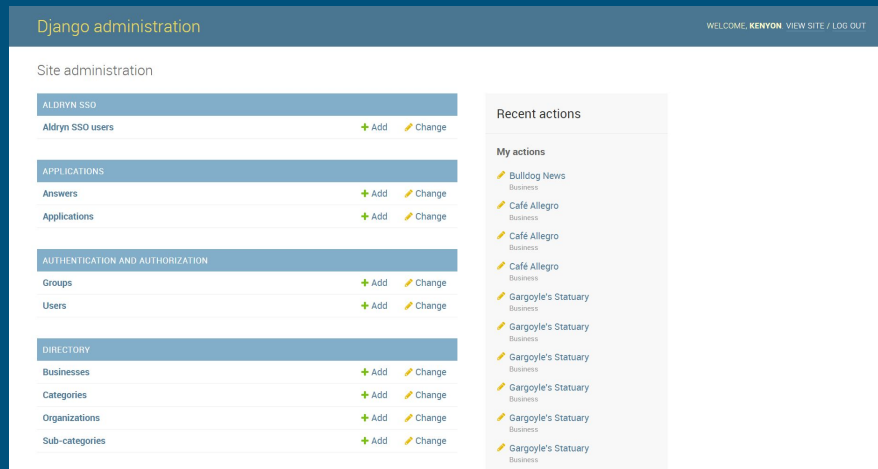 Django administration
WELCOME, KENYON. VIEW SITE / LOG OUT
Site administration
ALDRYN SSO
Aldryn SSO users Add Change
APPLICATIONS
Answers Add Change
Applications Add Change
AUTHENTICATION AND AUTHORIZATION
Groups Add Change
Users Add Change
DIRECTORY
Businesses Add Change
Categories Add Change
Organizations Add Change
Sub-categories Add Change
Recent actions
My actions
Bulldog News
Business
Café Allegro
Business
Café Allegro
Business
Café Allegro
Business
Gargoyle's Statuary
Business
Gargoyle's Statuary
Business
Gargoyle's Statuary
Business
Gargoyle's Statuary
Business
Gargoyle's Statuary
Business
Gargoyle's Statuary
Business